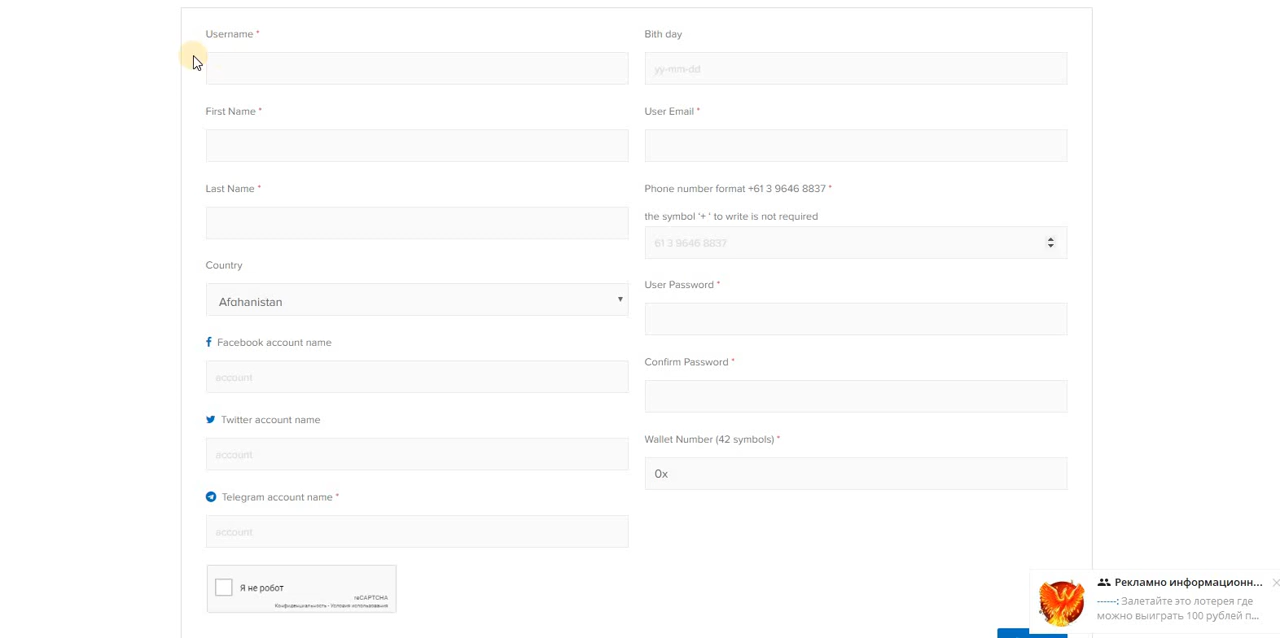 Username *
First Name *
Last Name *
Country
Afghanistan
Facebook account name
account
Twitter account name
account
Telegram account name *
account
Я не робот
reCAPTCHA
Конфиденциальность - Условия использования
Bith day
yy-mm-dd
User Email *
Phone number format +61 3 9646 8837 *
the symbol '+ ' to write is not required
61 3 9646 8837
User Password *
Confirm Password *
Wallet Number (42 symbols) *
0x
Рекламно информационн...
------: Залетайте это лотерея где
можно выиграть 100 рублей п...